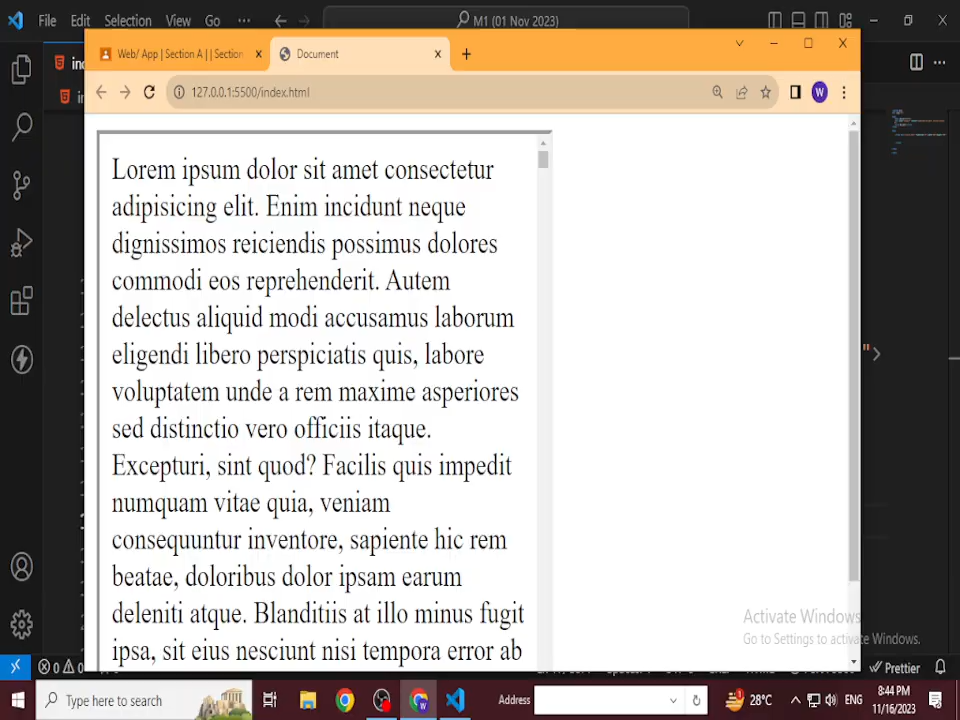 File Edit Selection View Go ··· M1 (01 Nov 2023)
Web/ App | Section A | | Section
Document
127.0.0.1:5500/index.html
W
Lorem ipsum dolor sit amet consectetur
adipisicing elit. Enim incidunt neque
dignissimos reiciendis possimus dolores
commodi eos reprehenderit. Autem
delectus aliquid modi accusamus laborum
eligendi libero perspiciatis quis, labore
voluptatem unde a rem maxime asperiores
sed distinctio vero officiis itaque.
Excepturi, sint quod? Facilis quis impedit
numquam vitae quia, veniam
consequuntur inventore, sapiente hic rem
beatae, doloribus dolor ipsam earum
deleniti atque. Blanditiis at illo minus fugit
ipsa, sit eius nesciunt nisi tempora error ab
">
Activate Windows
Go to Settings to activate Windows.
0 0
Prettier
Type here to search
Address
28°C
ENG
8:44 PM
11/16/2023